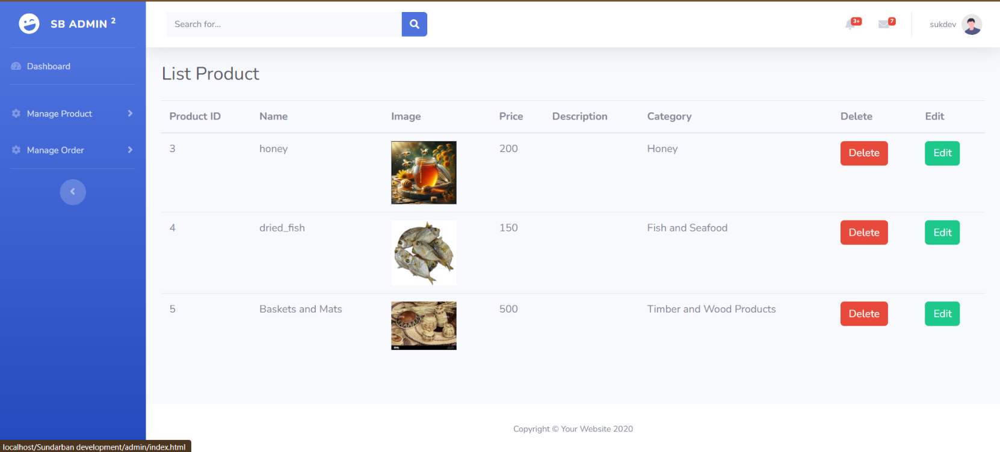 SB ADMIN 2
Search for...
3+
7
sukdev
Dashboard
Manage Product
Manage Order
List Product
Product ID Name Image Price Description Category Delete Edit
3 honey 200 Honey Delete Edit
4 dried_fish 150 Fish and Seafood Delete Edit
5 Baskets and Mats 500 Timber and Wood Products Delete Edit
Copyright © Your Website 2020
localhost/Sundarban development/admin/index.html